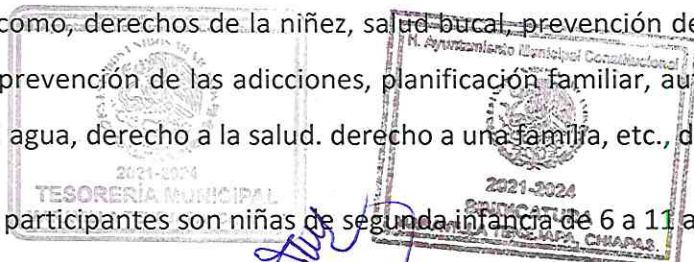 como, derechos de la niñez, salud bucal, prevención de
prevención de las adicciones, planificación familiar, au
agua, derecho a la salud. derecho a una familia, etc., d
participantes son niñas de segunda infancia de 6 a 11 a
2021-2024
TESORERÍA MUNICIPAL
H. Ayuntamiento Municipal Constitucional
2021-2024
SINDICATURA
CHIAPAS.